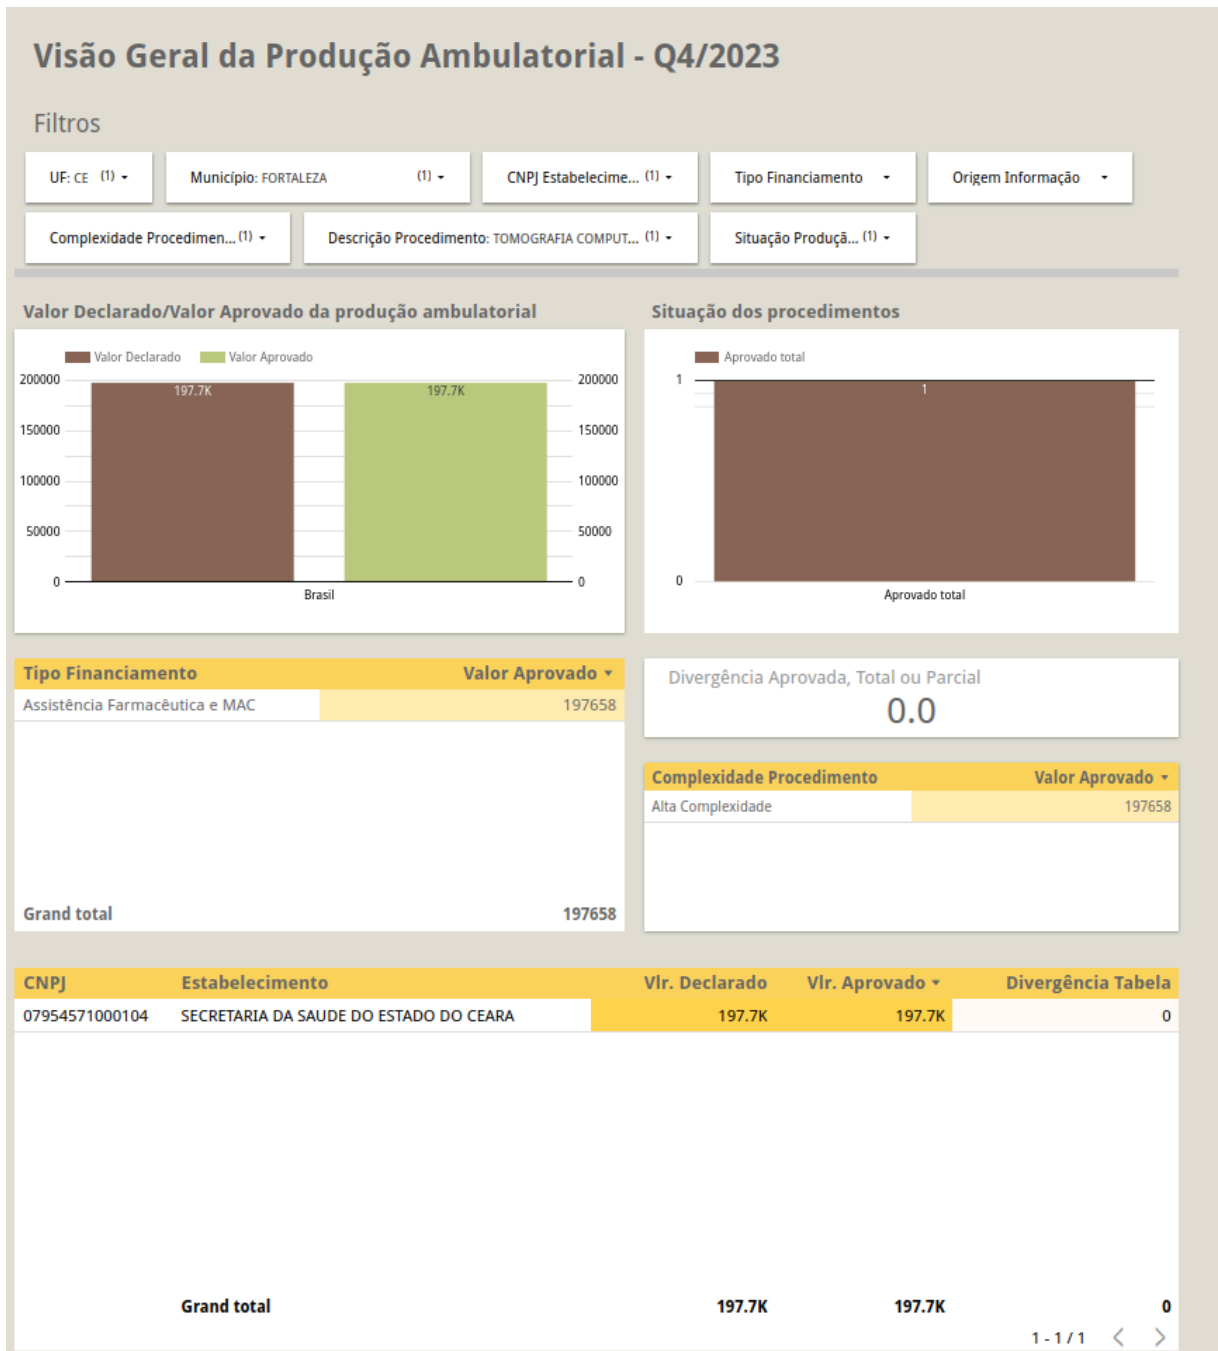 Visão Geral da Produção Ambulatorial - Q4/2023
Filtros
UF: CE (1)
Município: FORTALEZA (1)
CNPJ Estabelecime... (1)
Tipo Financiamento
Origem Informação
Complexidade Procedimen... (1)
Descrição Procedimento: TOMOGRAFIA COMPUT... (1)
Situação Produçã... (1)
Valor Declarado/Valor Aprovado da produção ambulatorial
Valor Declarado Valor Aprovado
200000 197.7K 197.7K 200000
150000 150000
100000 100000
50000 50000
0 0
Brasil
Situação dos procedimentos
Aprovado total
1
1
0
Aprovado total
Tipo Financiamento Valor Aprovado
Assistência Farmacêutica e MAC 197658
Grand total 197658
Divergência Aprovada, Total ou Parcial
0.0
Complexidade Procedimento Valor Aprovado
Alta Complexidade 197658
CNPJ Estabelecimento Vlr. Declarado Vlr. Aprovado Divergência Tabela
07954571000104 SECRETARIA DA SAUDE DO ESTADO DO CEARA 197.7K 197.7K 0
Grand total 197.7K 197.7K 0
1 - 1 / 1